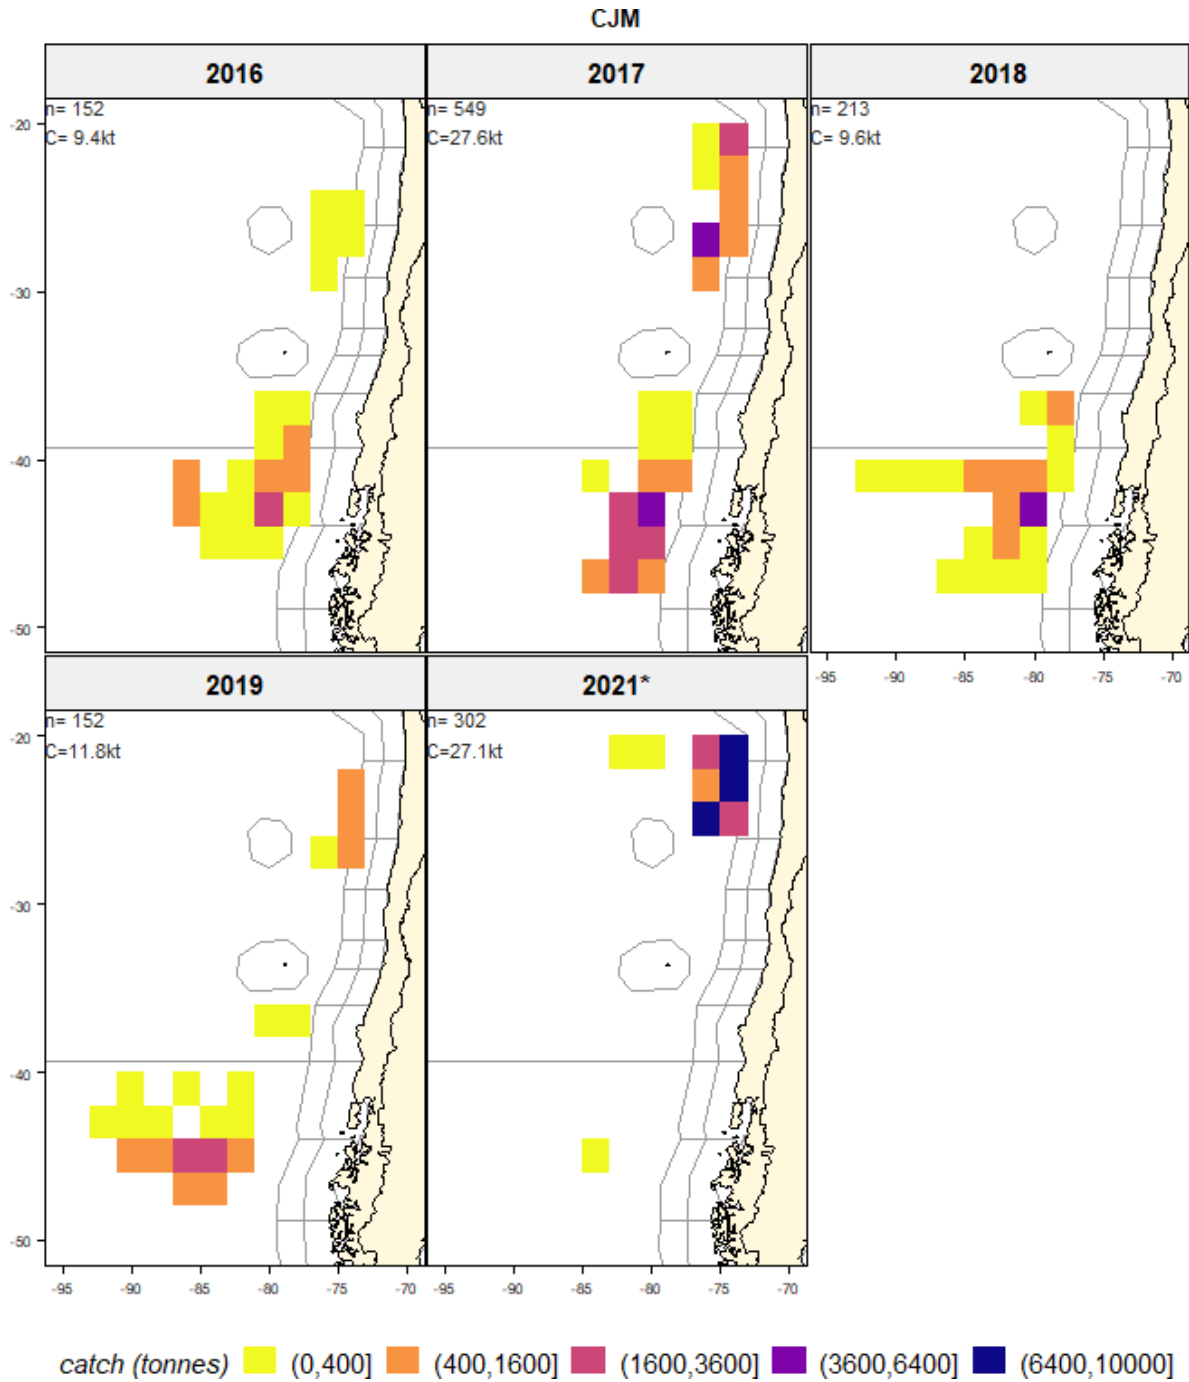 CJM
2016
2017
2018
n= 152
C= 9.4kt
n= 549
C=27.6kt
n= 213
C= 9.6kt
-20
-30
-40
-50
-95
-90
-85
-80
-75
-70
2019
2021*
n= 152
C=11.8kt
n= 302
C=27.1kt
-20
-30
-40
-50
-95
-90
-85
-80
-75
-70
-95
-90
-85
-80
-75
-70
catch (tonnes) (0,400] (400,1600] (1600,3600] (3600,6400] (6400,10000]